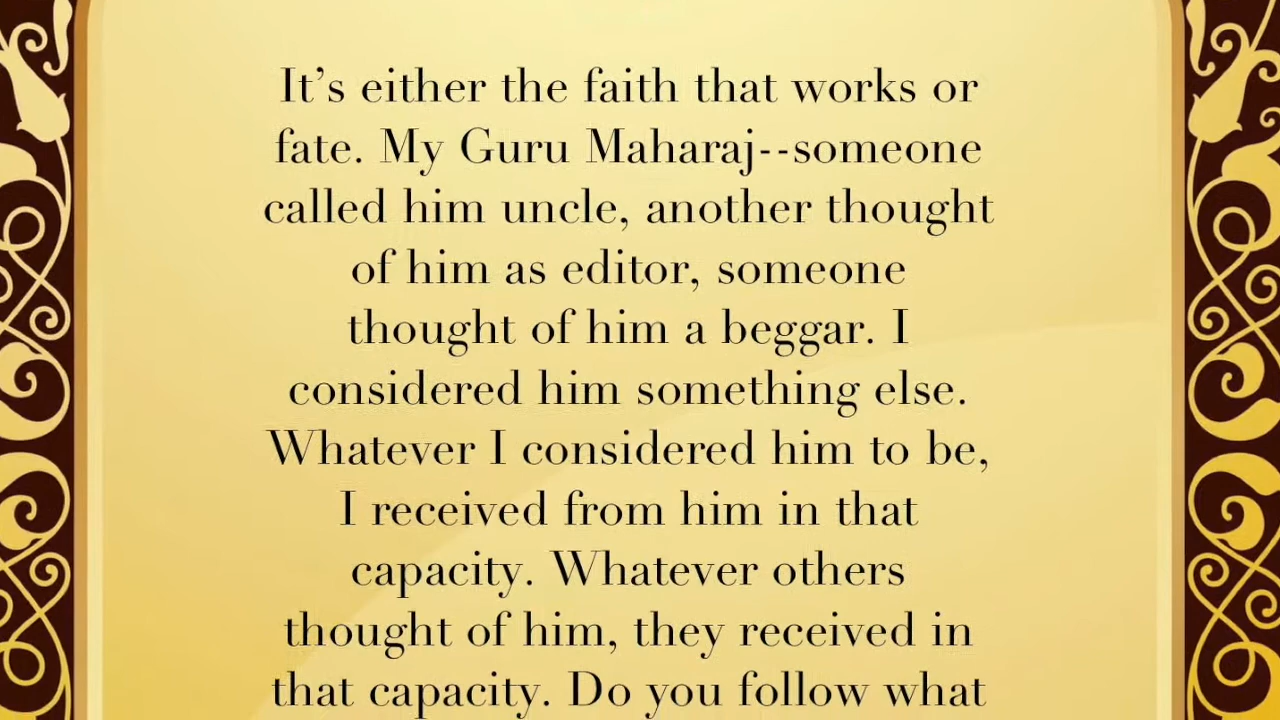 It’s either the faith that works or
fate. My Guru Maharaj--someone
called him uncle, another thought
of him as editor, someone
thought of him a beggar. I
considered him something else.
Whatever I considered him to be,
I received from him in that
capacity. Whatever others
thought of him, they received in
that capacity. Do you follow what